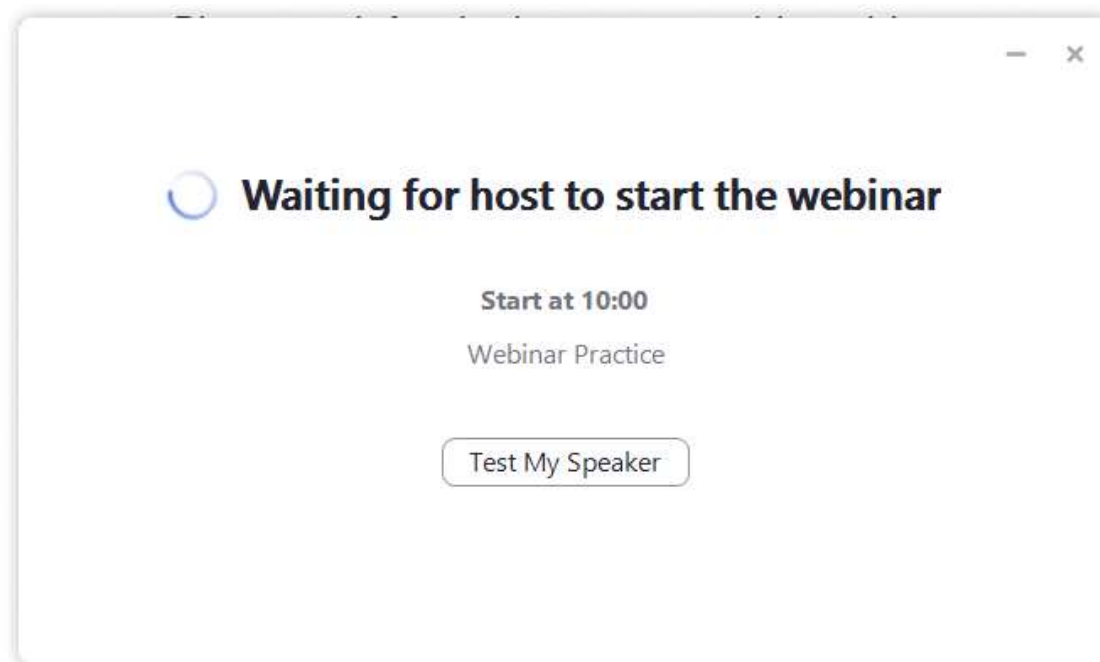 Waiting for host to start the webinar
Start at 10:00
Webinar Practice
Test My Speaker